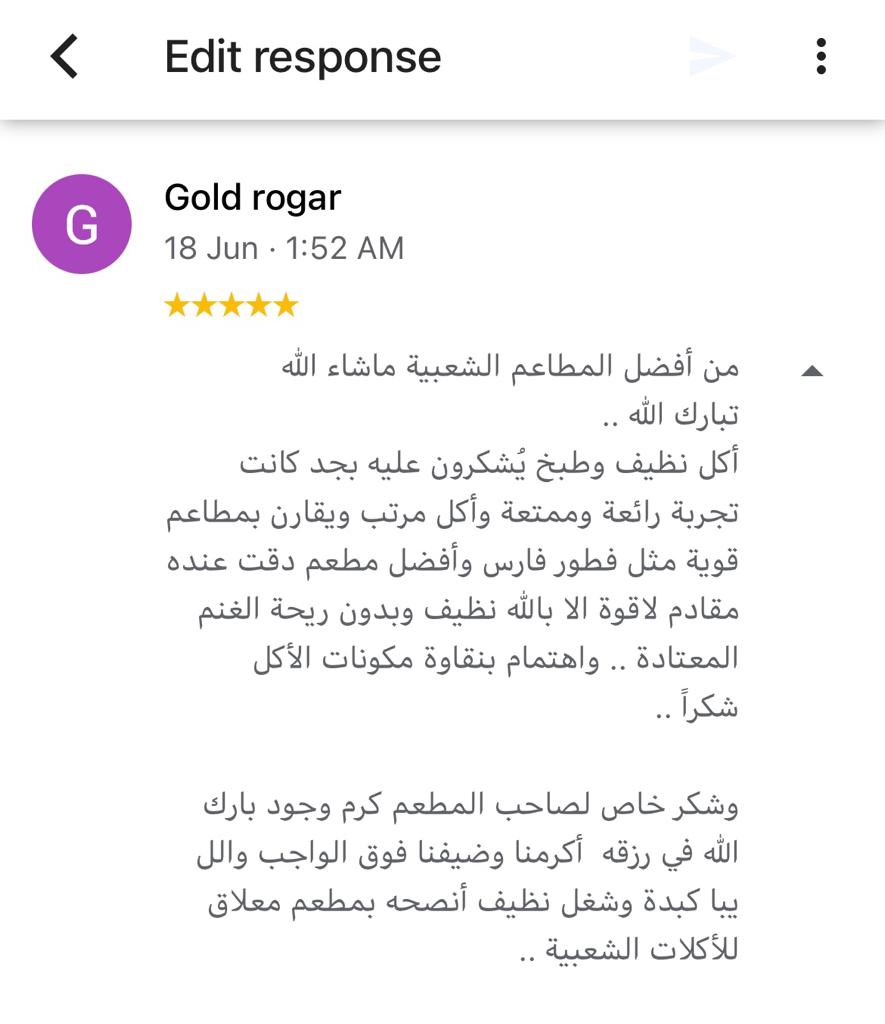 Edit response
G
Gold rogar
18 Jun · 1:52 AM
من أفضل المطاعم الشعبية ماشاء الله
تبارك الله ..
أكل نظيف وطبخ يُشكرون عليه بجد كانت
تجربة رائعة وممتعة وأكل مرتب ويقارن بمطاعم
قوية مثل فطور فارس وأفضل مطعم دقت عنده
مقادم لاقوة الا بالله نظيف وبدون ريحة الغنم
المعتادة .. واهتمام بنقاوة مكونات الأكل
شكراً ..
وشكر خاص لصاحب المطعم كرم وجود بارك
الله في رزقه  أكرمنا وضيفنا فوق الواجب والل
يبا كبدة وشغل نظيف أنصحه بمطعم معلاق
للأكلات الشعبية ..